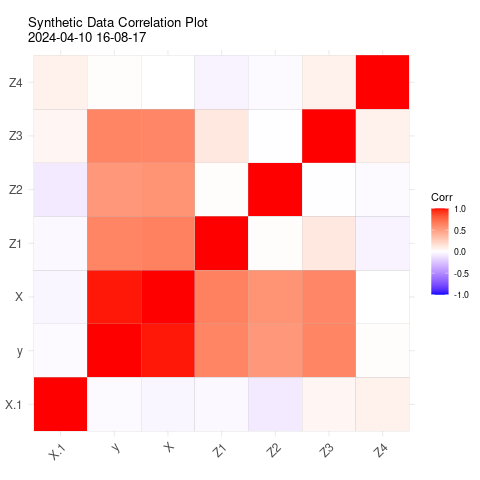 Synthetic Data Correlation Plot
2024-04-10 16-08-17
Z4
Z3
Z2
Z1
X
y
X.1
X.1
y
X
Z1
Z2
Z3
Z4
Corr
1.0
0.5
0.0
-0.5
-1.0